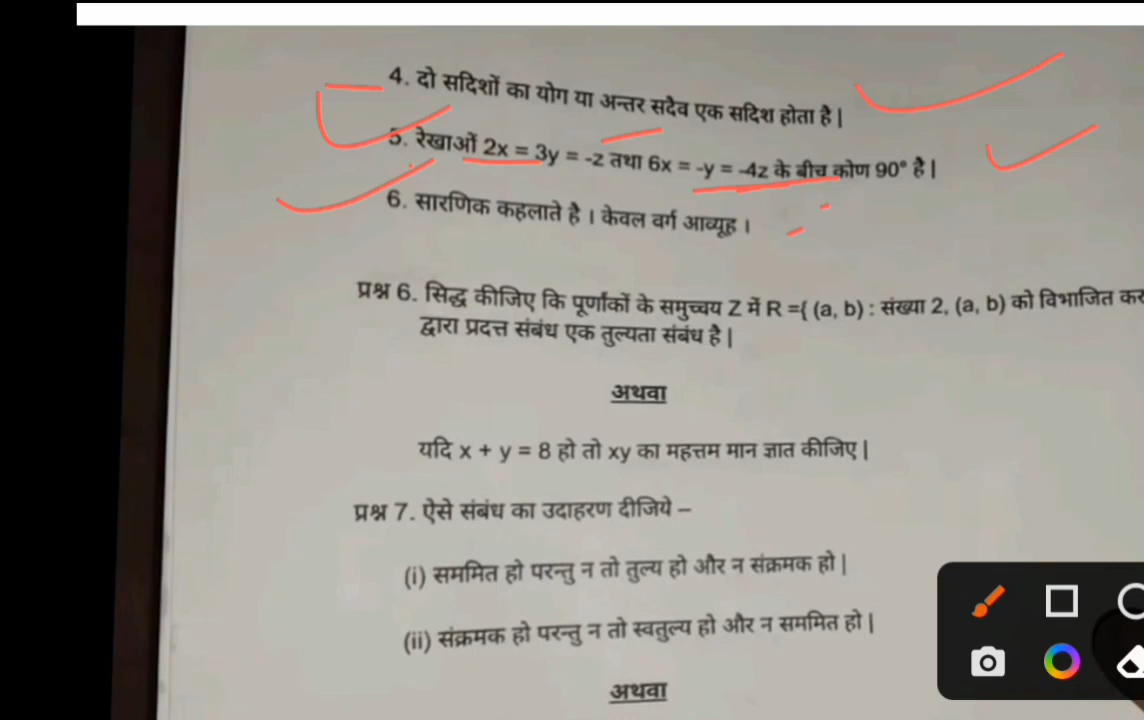 4. दो सदिशों का योग या अन्तर सदैव एक सदिश होता है |
5. रेखाओं 2x = 3y = -z तथा 6x = -y = -4z के बीच कोण 90° है |
6. सारणिक कहलाते है । केवल वर्ग आव्यूह ।
प्रश्न 6. सिद्ध कीजिए कि पूर्णांकों के समुच्चय Z में R ={ (a, b) : संख्या 2, (a, b) को विभाजित
द्वारा प्रदत्त संबंध एक तुल्यता संबंध है |
अथवा
यदि x + y = 8 हो तो xy का महत्तम मान ज्ञात कीजिए |
प्रश्न 7. ऐसे संबंध का उदाहरण दीजिये –
(i) सममित हो परन्तु न तो तुल्य हो और न संक्रमक हो |
(ii) संक्रमक हो परन्तु न तो स्वतुल्य हो और न सममित हो |
अथवा